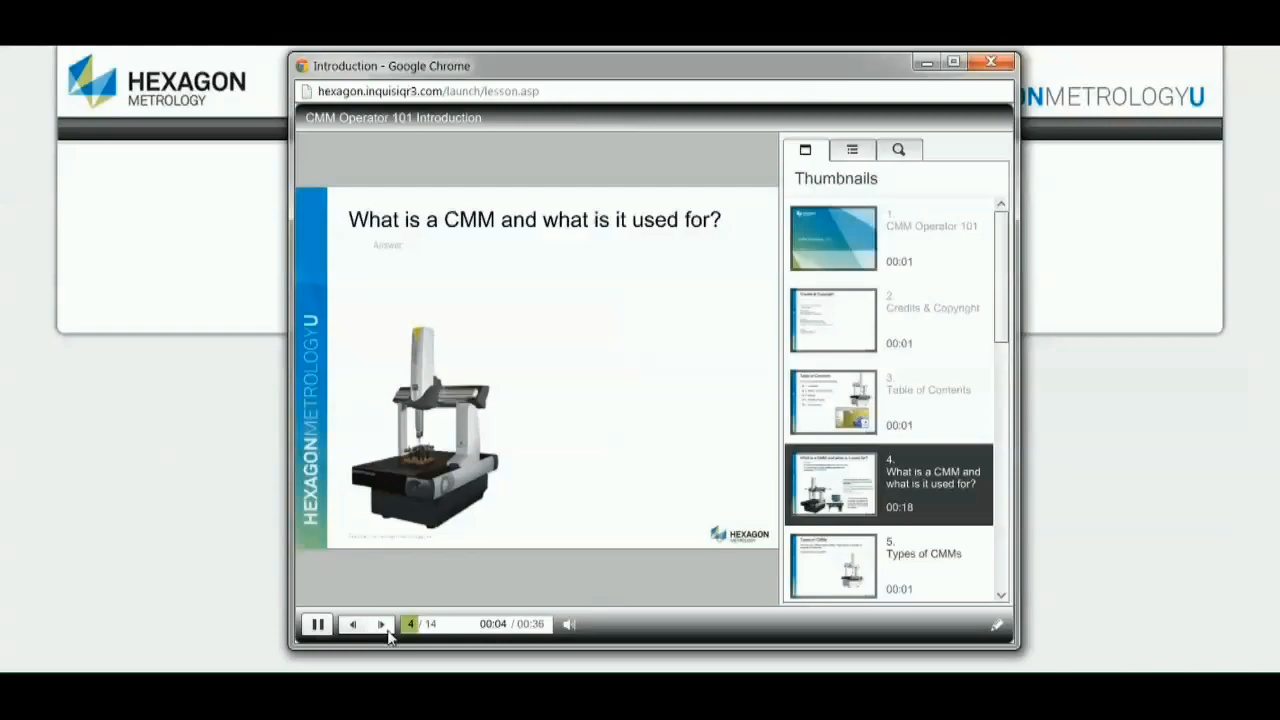 HEXAGON
METROLOGY
Introduction - Google Chrome
hexagon.inquisiqr3.com/launch/lesson.asp
NMETROLOGYU
CMM Operator 101 Introduction
What is a CMM and what is it used for?
Answer
HEXAGONMETROLOGYU
HEXAGON
METROLOGY
Thumbnails
1.
CMM Operator 101
00:01
2.
Credits & Copyright
00:01
3.
Table of Contents
00:01
4.
What is a CMM and
what is it used for?
00:18
5.
Types of CMMs
00:01
4 / 14
00:04 / 00:36